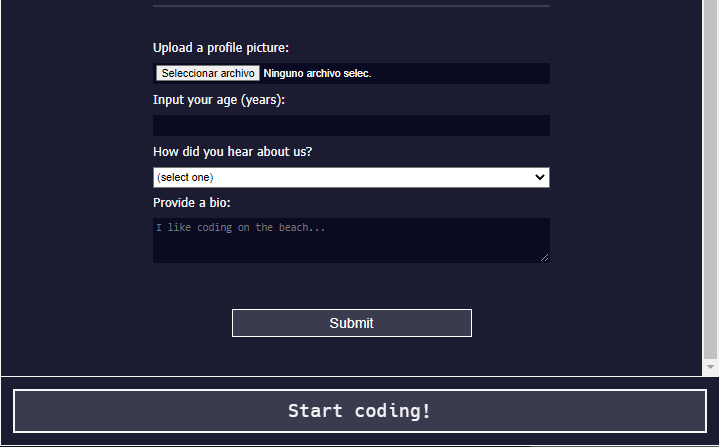 Upload a profile picture:
Seleccionar archivo Ninguno archivo selec.
Input your age (years):
How did you hear about us?
(select one)
Provide a bio:
I like coding on the beach...
Submit
Start coding!